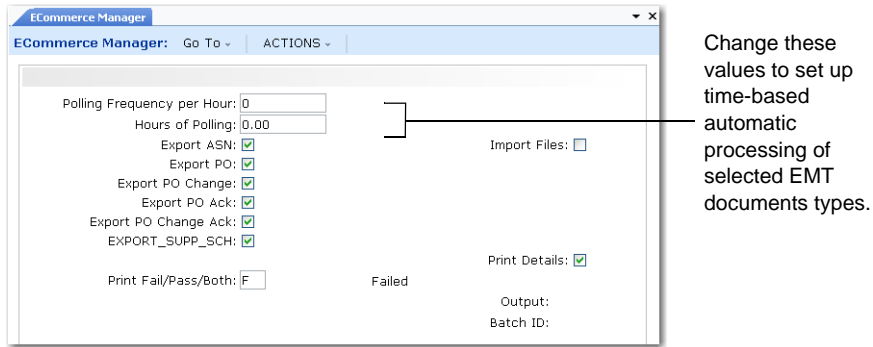 ECommerce Manager
ECommerce Manager: Go To ACTIONS
Polling Frequency per Hour: 0
Hours of Polling: 0.00
Export ASN:
Import Files:
Export PO:
Export PO Change:
Export PO Ack:
Export PO Change Ack:
EXPORT_SUPP_SCH:
Print Details:
Print Fail/Pass/Both: F Failed
Output:
Batch ID:
Change these
values to set up
time-based
automatic
processing of
selected EMT
documents types.